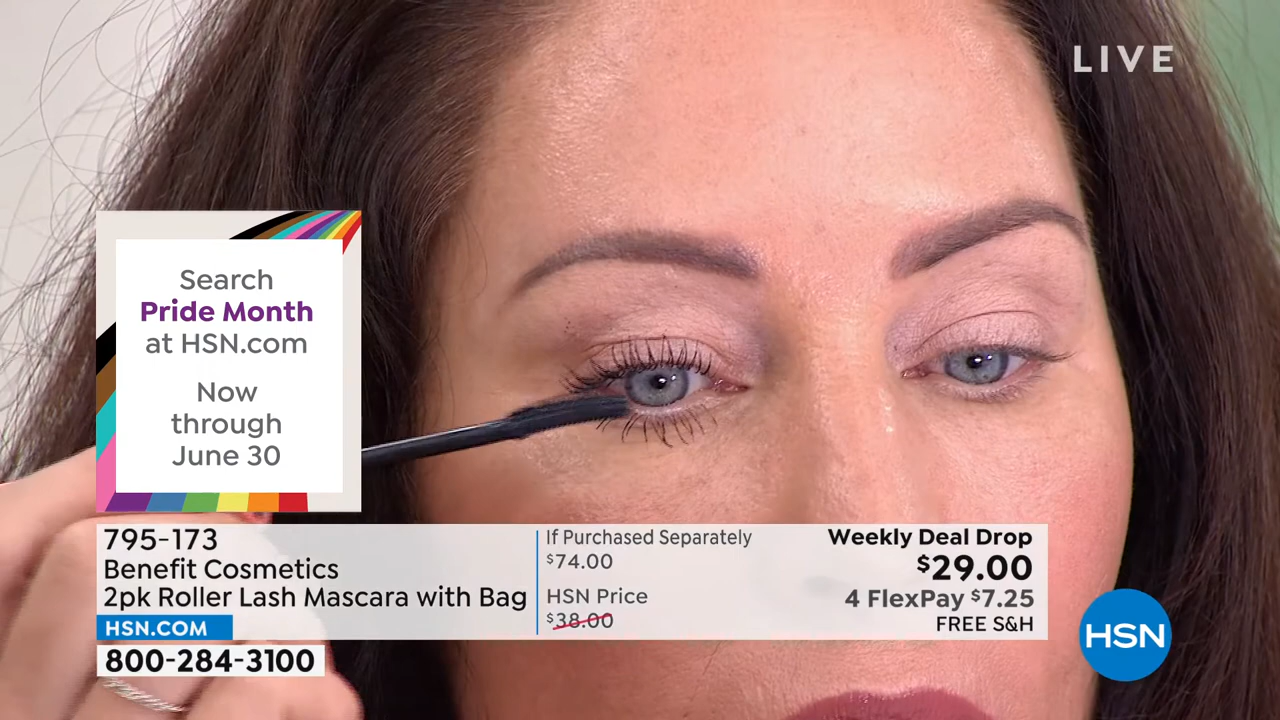 LIVE
Search
Pride Month
at HSN.com
Now
through
June 30
795-173
Benefit Cosmetics
2pk Roller Lash Mascara with Bag
HSN.COM
800-284-3100
If Purchased Separately
$74.00
HSN Price
$38.00
Weekly Deal Drop
$29.00
4 FlexPay $7.25
FREE S&H
HSN